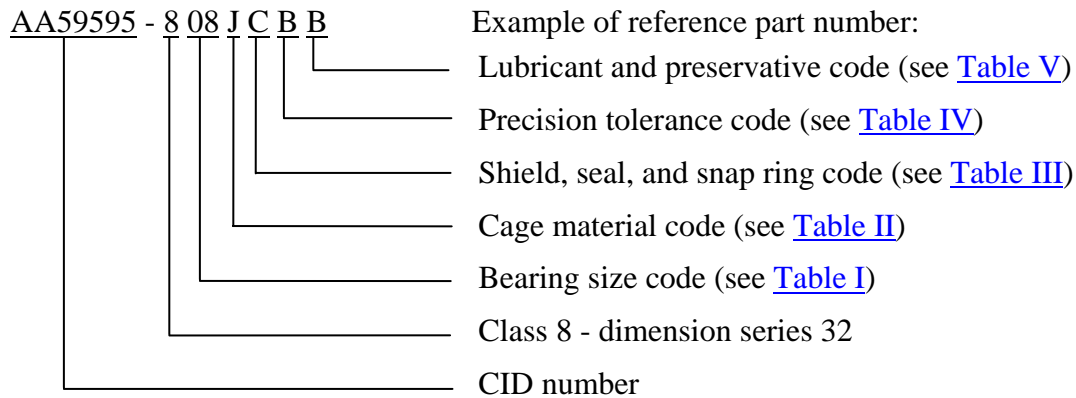 AA59595 - 8 08 J C B B Example of reference part number:
Lubricant and preservative code (see Table V)
Precision tolerance code (see Table IV)
Shield, seal, and snap ring code (see Table III)
Cage material code (see Table II)
Bearing size code (see Table I)
Class 8 - dimension series 32
CID number